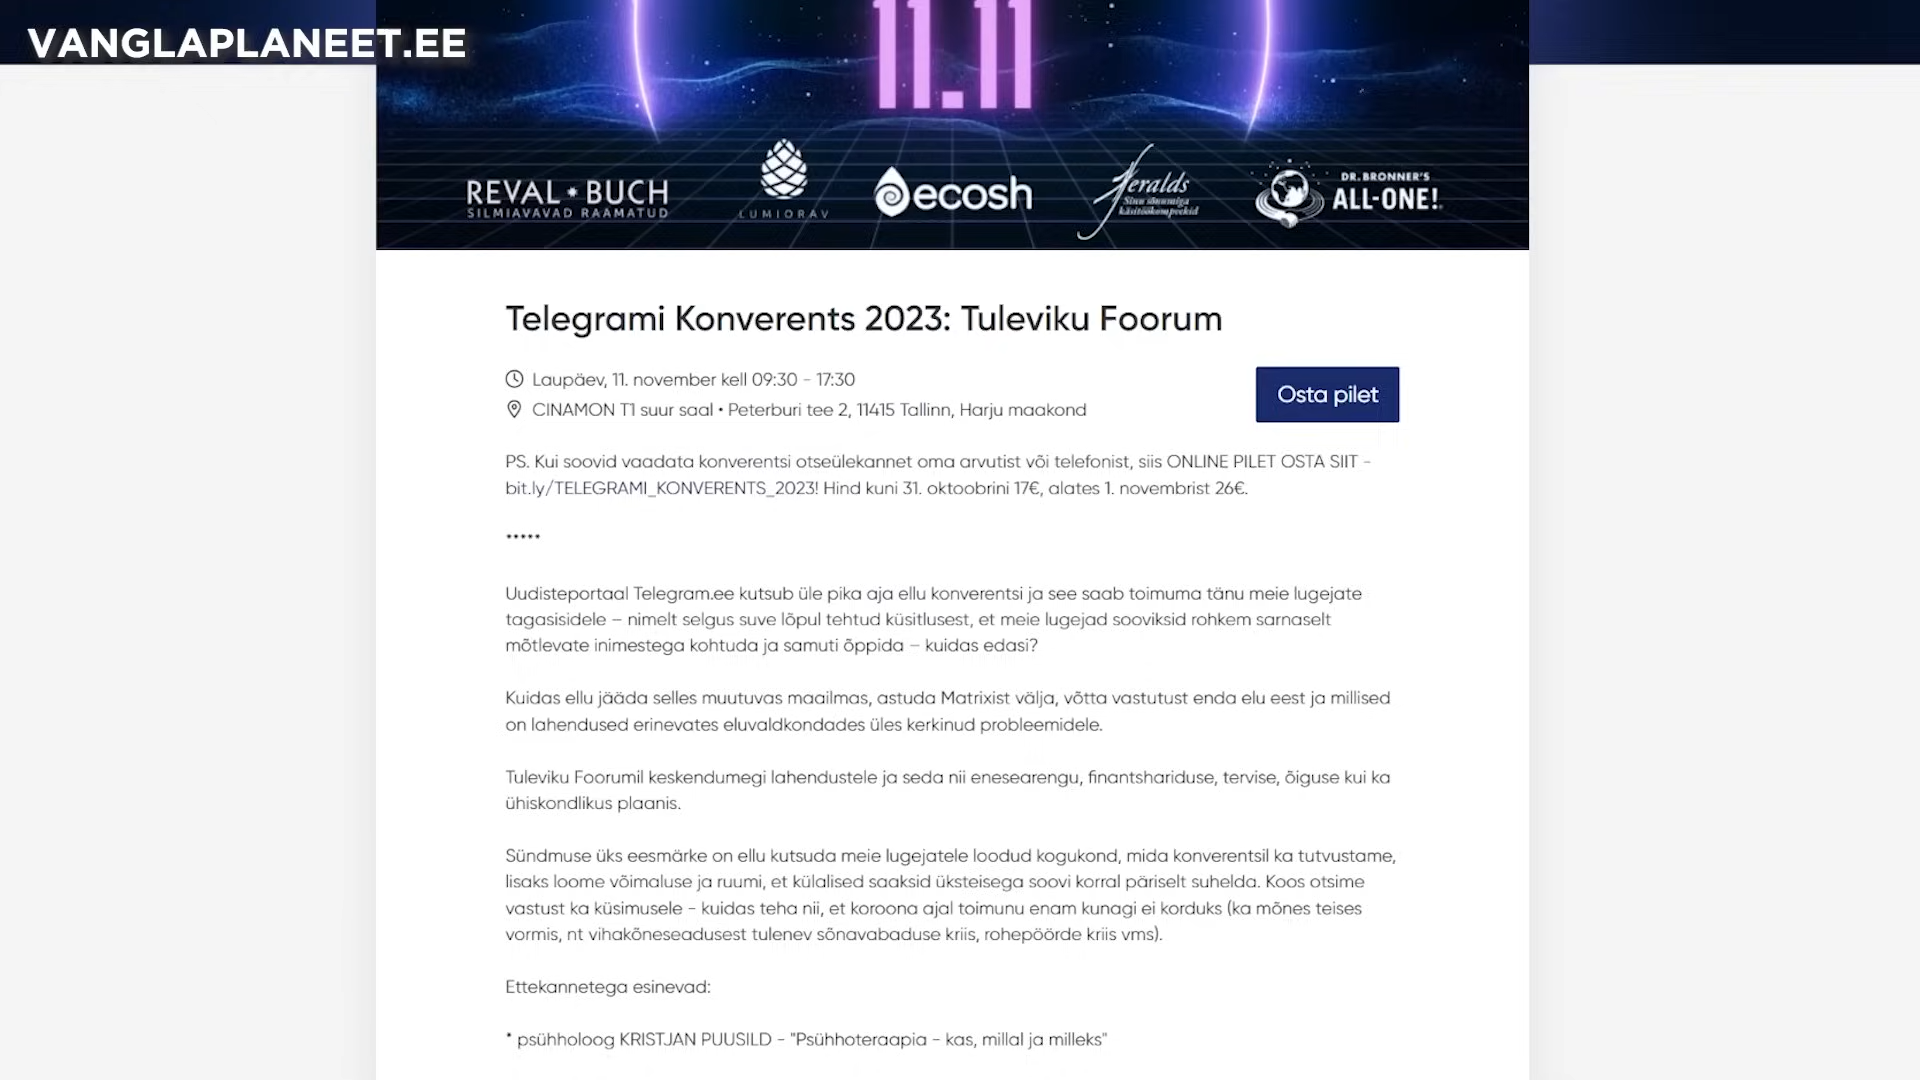 VANGLAPLANEET.EE
11.11
REVAL * BUCH
SILMIAVAVAD RAAMATUD
LUMIORAV
ecosh
Jeralds
Sinu sõnumiga
käsitöökompvekid
DR. BRONNER'S
ALL-ONE!
Telegrami Konverents 2023: Tuleviku Foorum
Laupäev, 11. november kell 09:30 - 17:30
CINAMON T1 suur saal • Peterburi tee 2, 11415 Tallinn, Harju maakond
Osta pilet
PS. Kui soovid vaadata konverentsi otseülekannet oma arvutist või telefonist, siis ONLINE PILET OSTA SIIT -
bit.ly/TELEGRAMI_KONVERENTS_2023! Hind kuni 31. oktoobrini 17€, alates 1. novembrist 26€.
*****
Uudisteportaal Telegram.ee kutsub üle pika aja ellu konverentsi ja see saab toimuma tänu meie lugejate
tagasisidele – nimelt selgus suve lõpul tehtud küsitlusest, et meie lugejad sooviksid rohkem sarnaselt
mõtlevate inimestega kohtuda ja samuti õppida – kuidas edasi?
Kuidas ellu jääda selles muutuvas maailmas, astuda Matrixist välja, võtta vastutust enda elu eest ja millised
on lahendused erinevates eluvaldkondades üles kerkinud probleemidele.
Tuleviku Foorumil keskendumegi lahendustele ja seda nii enesearengu, finantshariduse, tervise, õiguse kui ka
ühiskondlikus plaanis.
Sündmuse üks eesmärke on ellu kutsuda meie lugejatele loodud kogukond, mida konverentsil ka tutvustame,
lisaks loome võimaluse ja ruumi, et külalised saaksid üksteisega soovi korral päriselt suhelda. Koos otsime
vastust ka küsimusele - kuidas teha nii, et koroona ajal toimunu enam kunagi ei korduks (ka mõnes teises
vormis, nt vihakõneseadusest tulenev sõnavabaduse kriis, rohepöörde kriis vms).
Ettekannetega esinevad:
* psühholoog KRISTJAN PUUSILD - "Psühhoteraapia - kas, millal ja milleks"